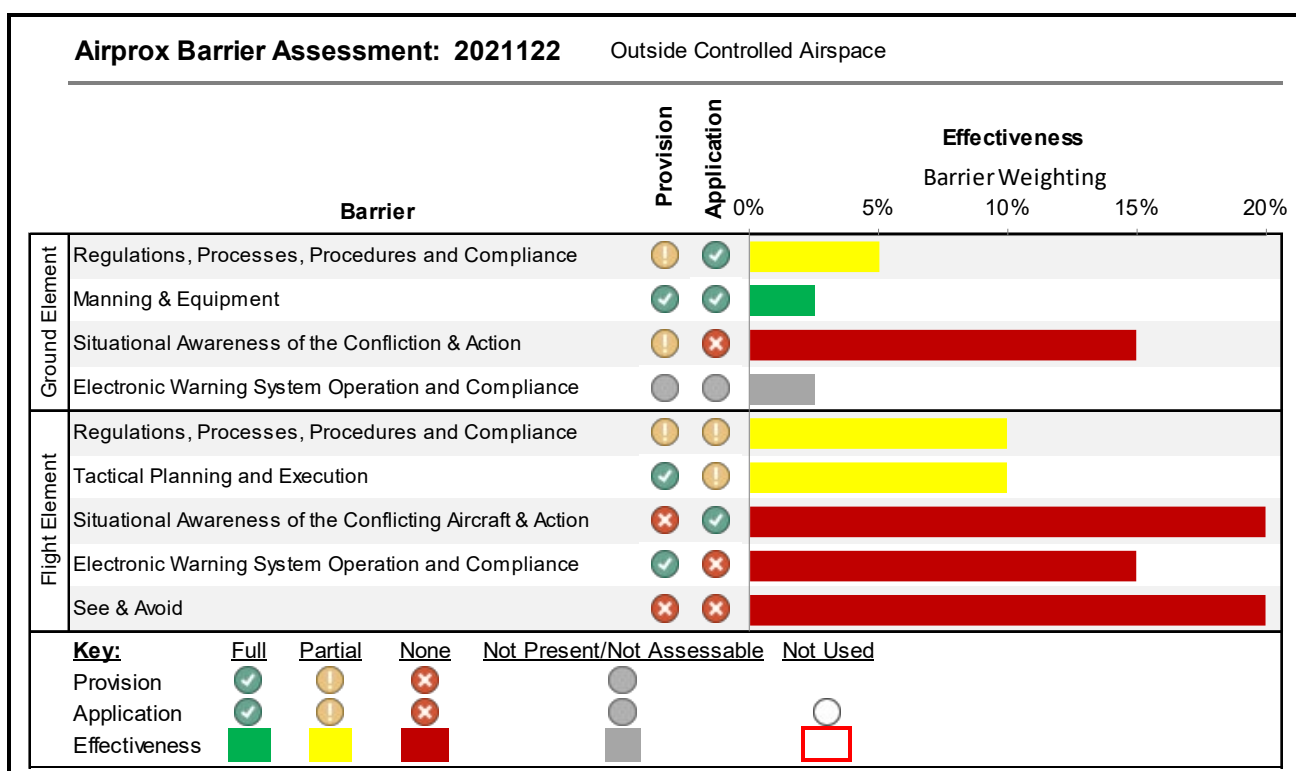 Airprox Barrier Assessment: 2021122 Outside Controlled Airspace
Provision
Application
Effectiveness
Barrier Weighting
Barrier
0% 5% 10% 15% 20%
Ground Element
Regulations, Processes, Procedures and Compliance
Manning & Equipment
Situational Awareness of the Confliction & Action
Electronic Warning System Operation and Compliance
Flight Element
Regulations, Processes, Procedures and Compliance
Tactical Planning and Execution
Situational Awareness of the Conflicting Aircraft & Action
Electronic Warning System Operation and Compliance
See & Avoid
Key: Full Partial None Not Present/Not Assessable Not Used
Provision
Application
Effectiveness